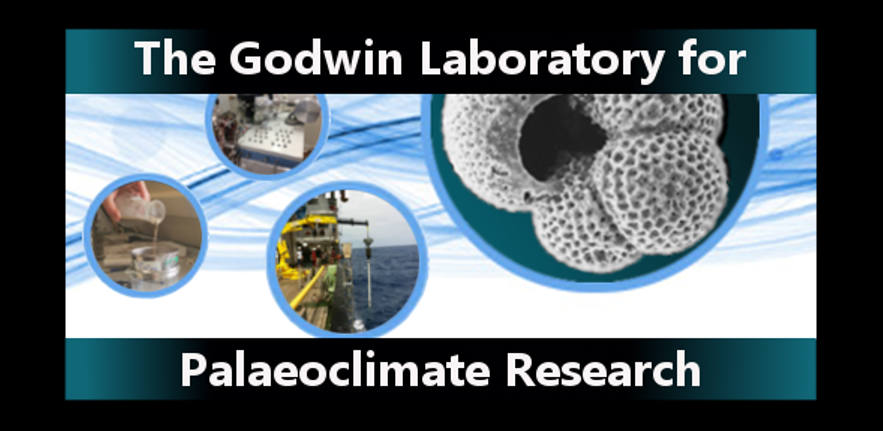 The Godwin Laboratory for
Palaeoclimate Research